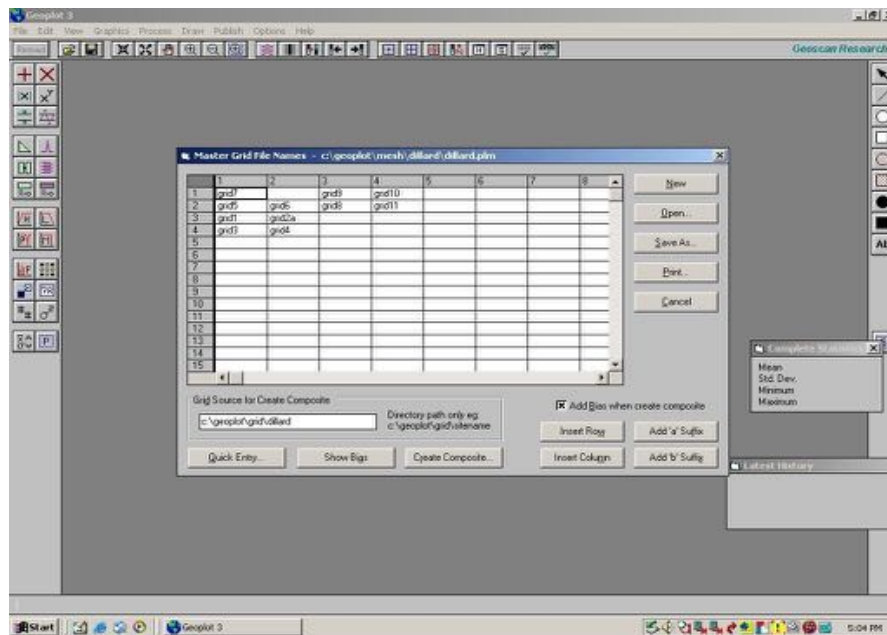 Geoplot 3
File Edit View Graphics Process Draw Publish Options Help
Geoscan Research
Master Grid File Names - c:\geoplot\mesh\dillard\dillard.plm
1 2 3 4 5 6 7 8
1 grid7 grid9 grid10
2 grid5 grid6 grid8 grid11
3 grid1 grid2a
4 grid3 grid4
5
6
7
8
9
10
11
12
13
14
15
New
Open...
Save As...
Print...
Cancel
Grid Source for Create Composite
c:\geoplot\grid\dillard
Directory path only eg:
c:\geoplot\grid\sitename
Add Bias when create composite
Insert Row
Add 'a' Suffix
Quick Entry...
Show Bigs
Create Composite...
Insert Column
Add 'b' Suffix
Complete Statistics
Mean
Std. Dev.
Minimum
Maximum
Latest History
Start
Geoplot 3
5:04 PM